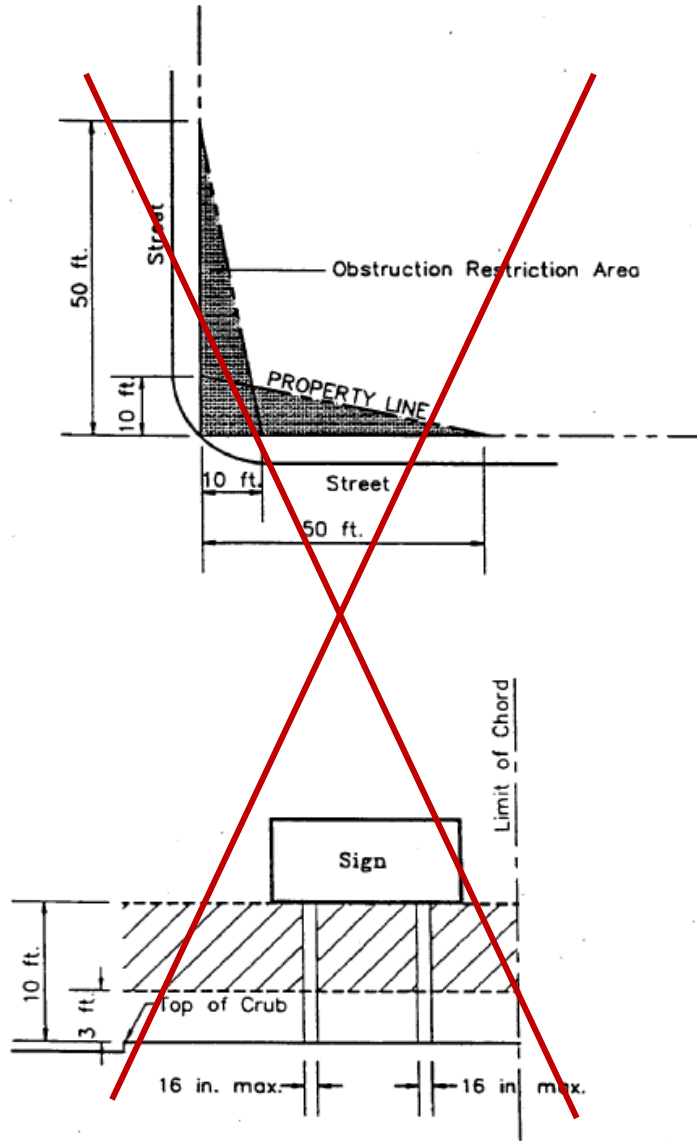 Street
50 ft.
Obstruction Restriction Area
PROPERTY LINE
10 ft.
10 ft.
Street
50 ft.
Limit of Chord
Sign
10 ft.
3 ft.
Top of Crub
16 in. max.
16 in. max.